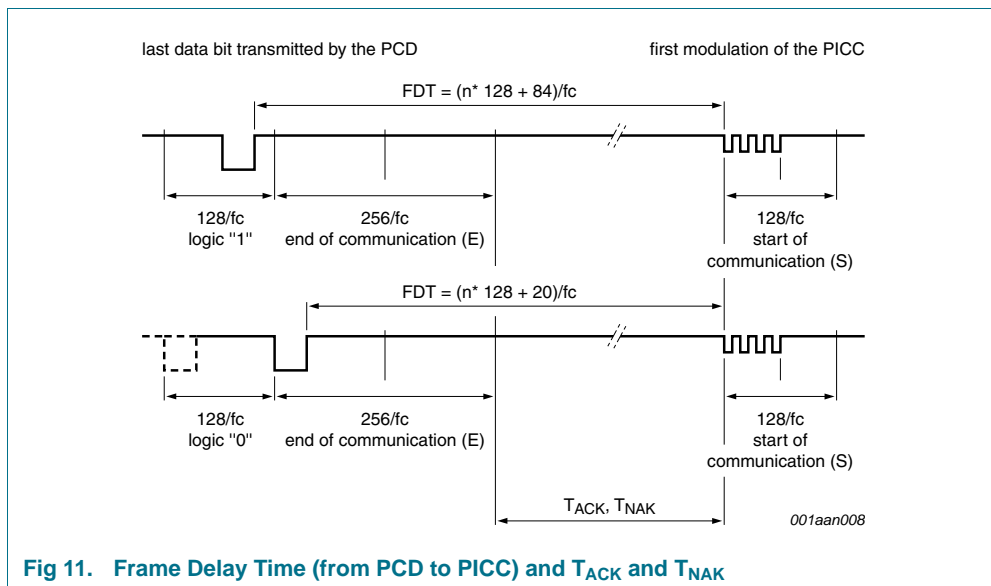 last data bit transmitted by the PCD
first modulation of the PICC
FDT = (n* 128 + 84)/fc
128/fc
logic "1"
256/fc
end of communication (E)
128/fc
start of
communication (S)
FDT = (n* 128 + 20)/fc
128/fc
logic "0"
256/fc
end of communication (E)
128/fc
start of
communication (S)
TACK, TNAK
001aan008
Fig 11. Frame Delay Time (from PCD to PICC) and TACK and TNAK